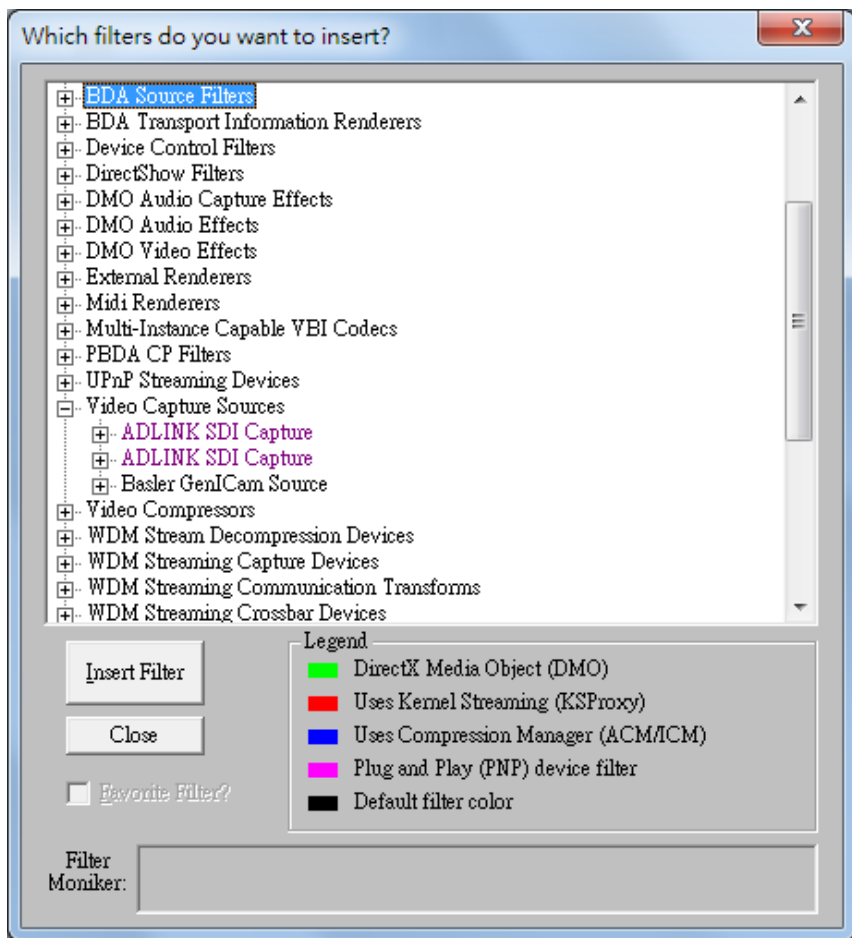 Which filters do you want to insert?
BDA Source Filters
BDA Transport Information Renderers
Device Control Filters
DirectShow Filters
DMO Audio Capture Effects
DMO Audio Effects
DMO Video Effects
External Renderers
Midi Renderers
Multi-Instance Capable VBI Codecs
PBDA CP Filters
UPnP Streaming Devices
Video Capture Sources
ADLINK SDI Capture
ADLINK SDI Capture
Basler GenICam Source
Video Compressors
WDM Stream Decompression Devices
WDM Streaming Capture Devices
WDM Streaming Communication Transforms
WDM Streaming Crossbar Devices
Insert Filter
Close
Favorite Filter?
Legend
DirectX Media Object (DMO)
Uses Kernel Streaming (KSProxy)
Uses Compression Manager (ACM/ICM)
Plug and Play (PNP) device filter
Default filter color
Filter
Moniker: